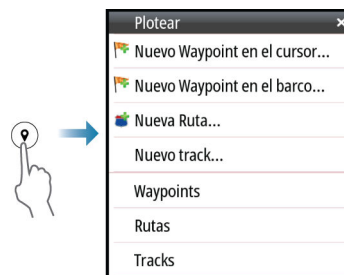 Plotear
Nuevo Waypoint en el cursor...
Nuevo Waypoint en el barco...
Nueva Ruta...
Nuevo track...
Waypoints
Rutas
Tracks